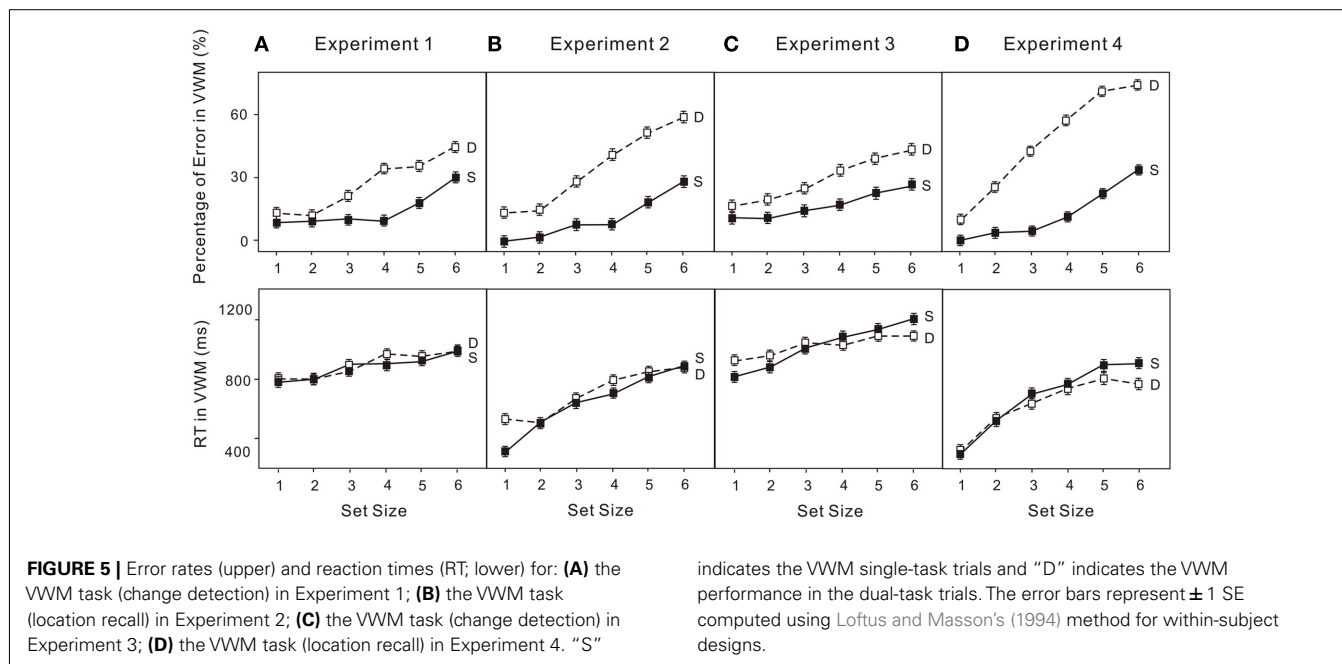 A Experiment 1 B Experiment 2 C Experiment 3 D Experiment 4
Percentage of Error in VWM (%)
60
30
0
D
S
D
S
D
S
D
S
1 2 3 4 5 6 1 2 3 4 5 6 1 2 3 4 5 6 1 2 3 4 5 6
RT in VWM (ms)
1200
800
400
D
S
S
D
S
D
S
D
1 2 3 4 5 6 1 2 3 4 5 6 1 2 3 4 5 6 1 2 3 4 5 6
Set Size Set Size Set Size Set Size
FIGURE 5 | Error rates (upper) and reaction times (RT; lower) for: (A) the
VWM task (change detection) in Experiment 1; (B) the VWM task
(location recall) in Experiment 2; (C) the VWM task (change detection) in
Experiment 3; (D) the VWM task (location recall) in Experiment 4. “S”
indicates the VWM single-task trials and “D” indicates the VWM
performance in the dual-task trials. The error bars represent ± 1 SE
computed using Loftus and Masson’s (1994) method for within-subject
designs.